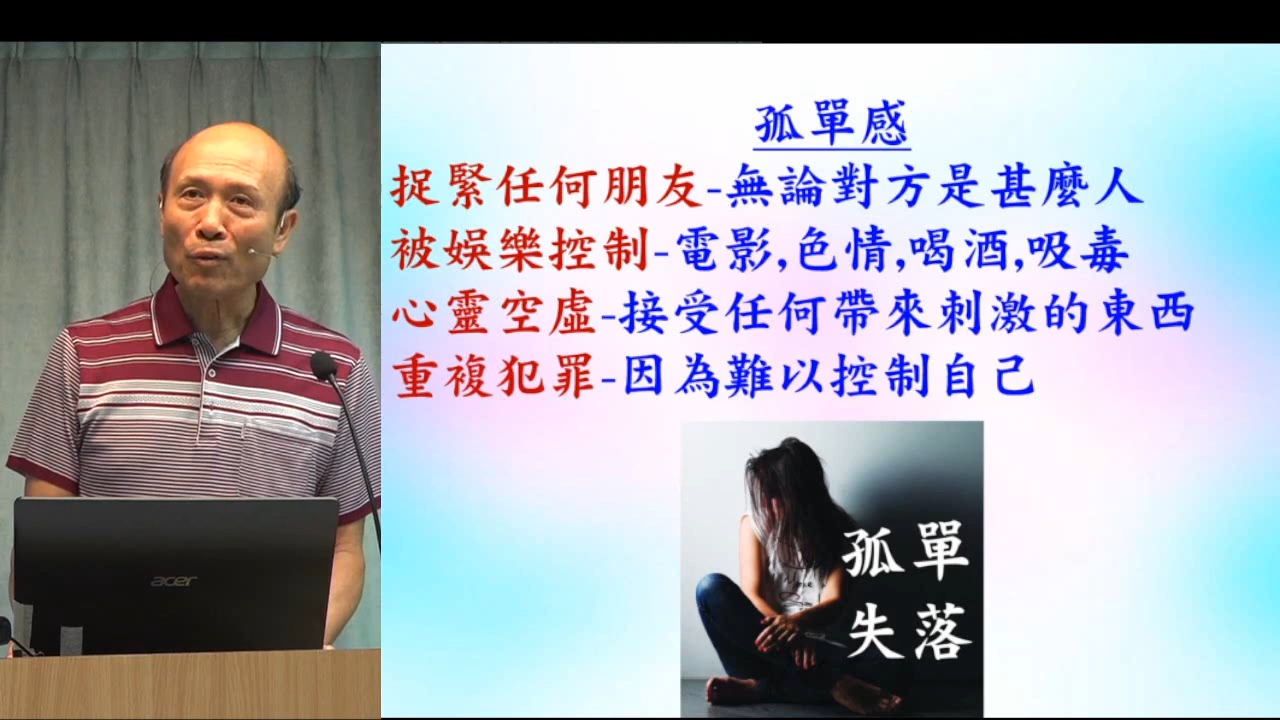 孤單感
捉緊任何朋友-無論對方是甚麼人
被娛樂控制-電影,色情,喝酒,吸毒
心靈空虛-接受任何帶來刺激的東西
重複犯罪-因為難以控制自己
孤單
失落
acer